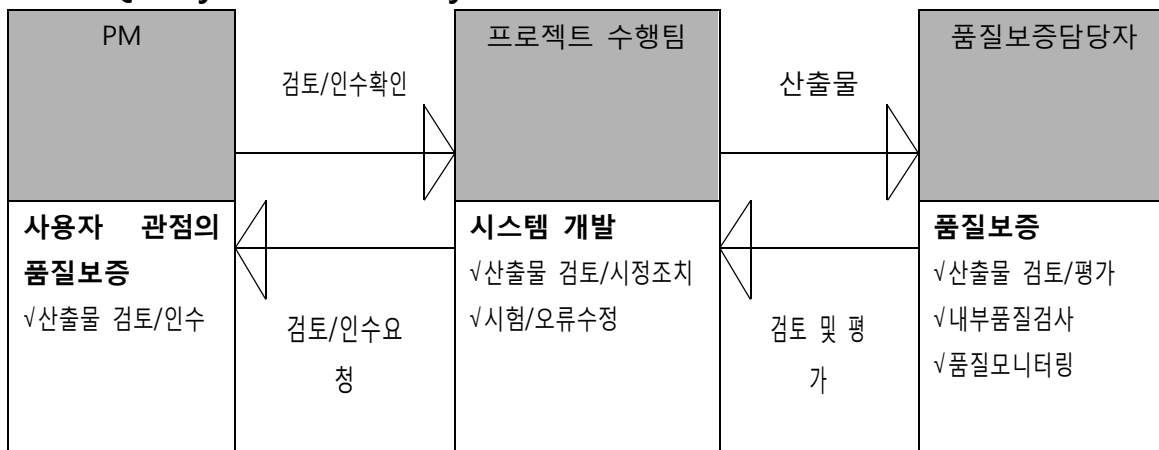 PM
사용자 관점의
품질보증
√산출물 검토/인수
검토/인수확인
검토/인수요
청
프로젝트 수행팀
시스템 개발
√산출물 검토/시정조치
√시험/오류수정
산출물
검토 및 평
가
품질보증담당자
품질보증
√산출물 검토/평가
√내부품질검사
√품질모니터링